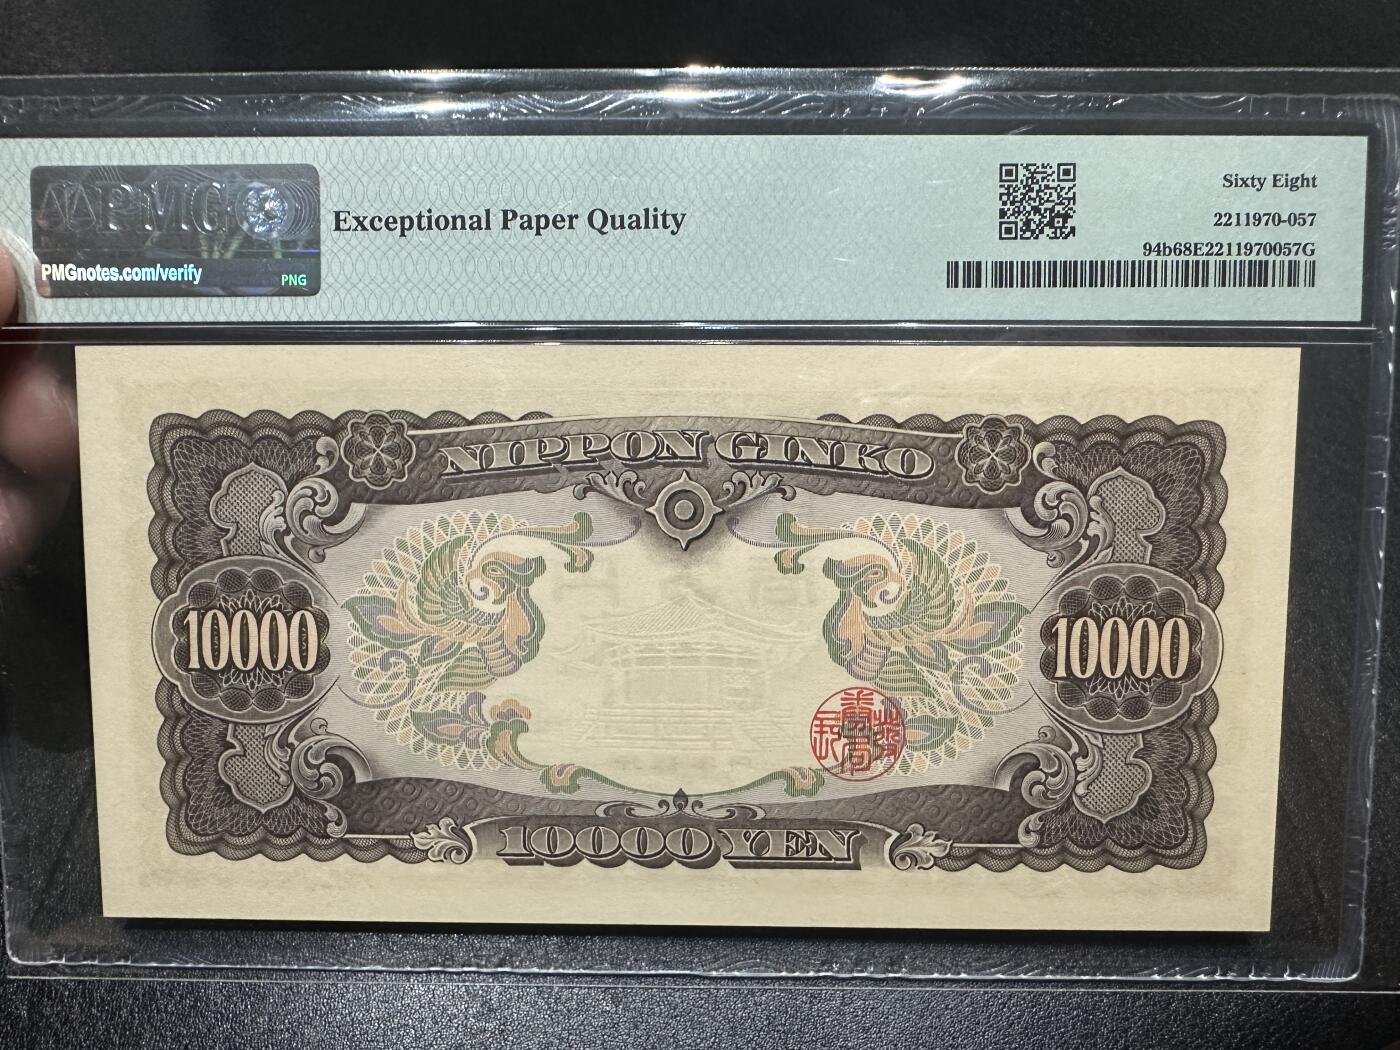 PMG
PMGnotes.com/verify
PNG
Exceptional Paper Quality
Sixty Eight
2211970-057
94b68E2211970057G
NIPPON GINKO
10000
10000
10000 YEN